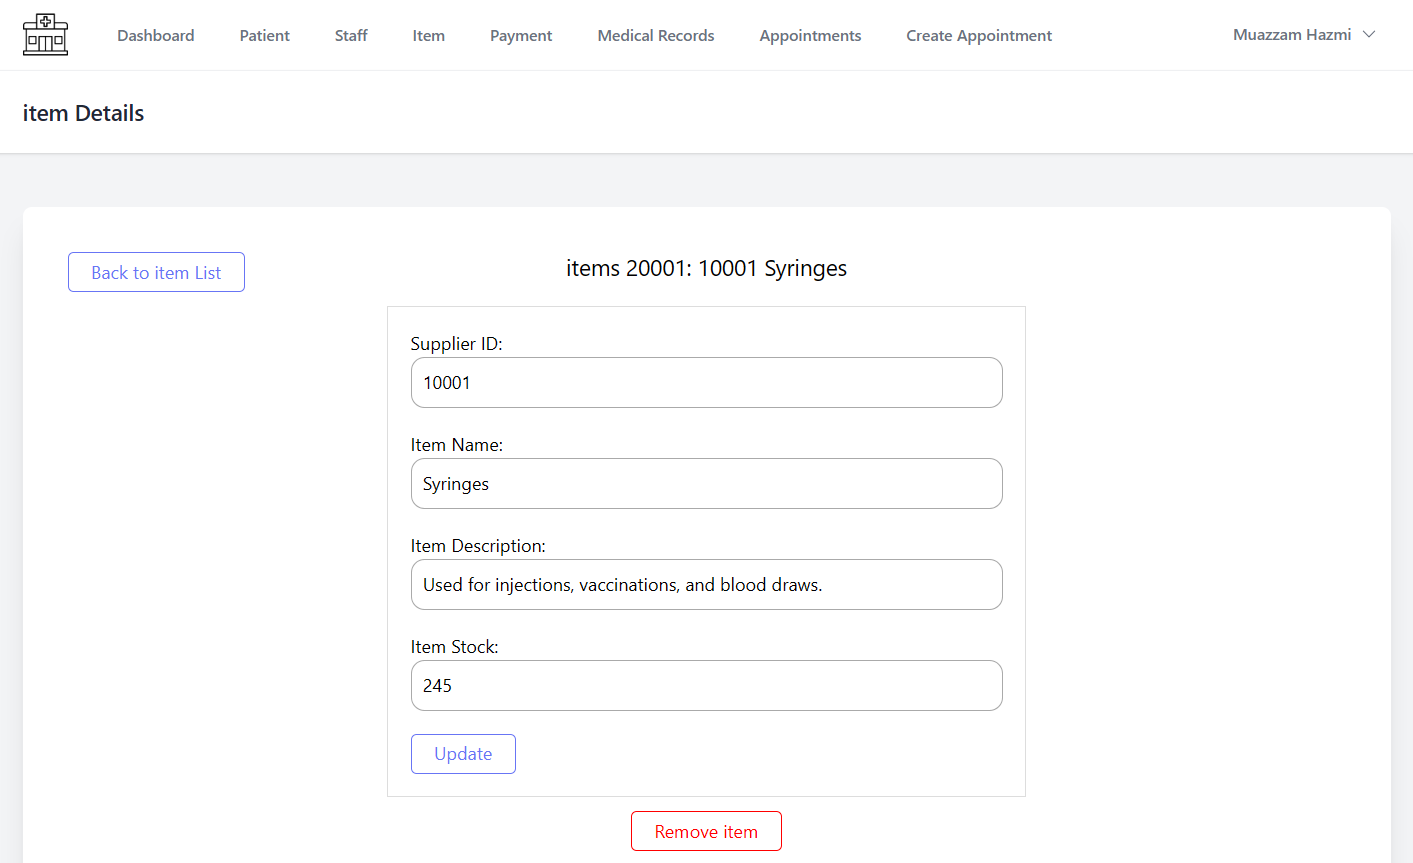 Dashboard Patient Staff Item Payment Medical Records Appointments Create Appointment Muazzam Hazmi
item Details
Back to item List
items 20001: 10001 Syringes
Supplier ID:
10001
Item Name:
Syringes
Item Description:
Used for injections, vaccinations, and blood draws.
Item Stock:
245
Update
Remove item